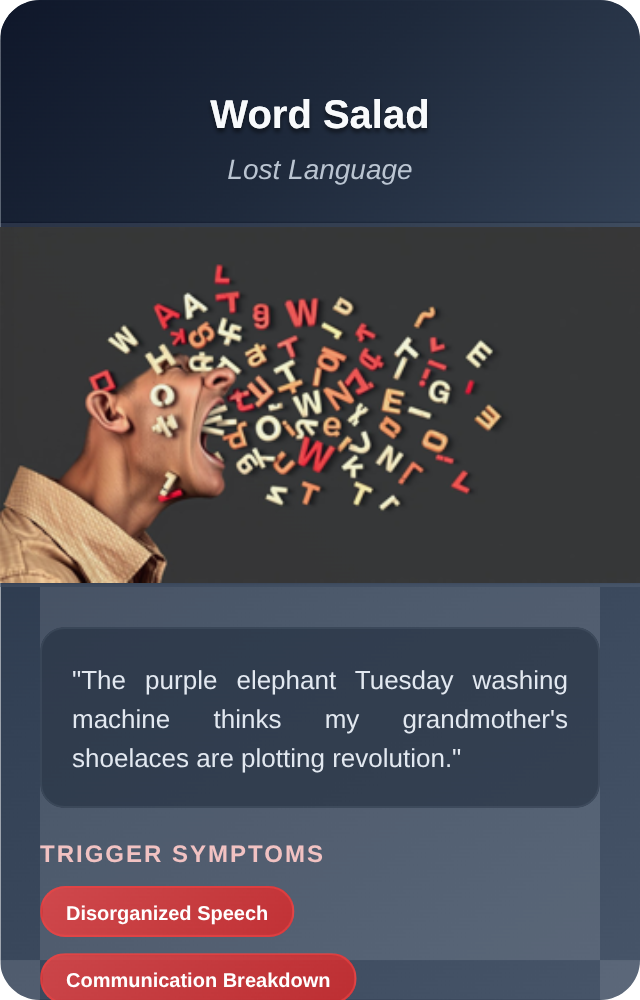 Word Salad
Lost Language
"The purple elephant Tuesday washing
machine thinks my grandmother's
shoelaces are plotting revolution."
TRIGGER SYMPTOMS
Disorganized Speech
Communication Breakdown